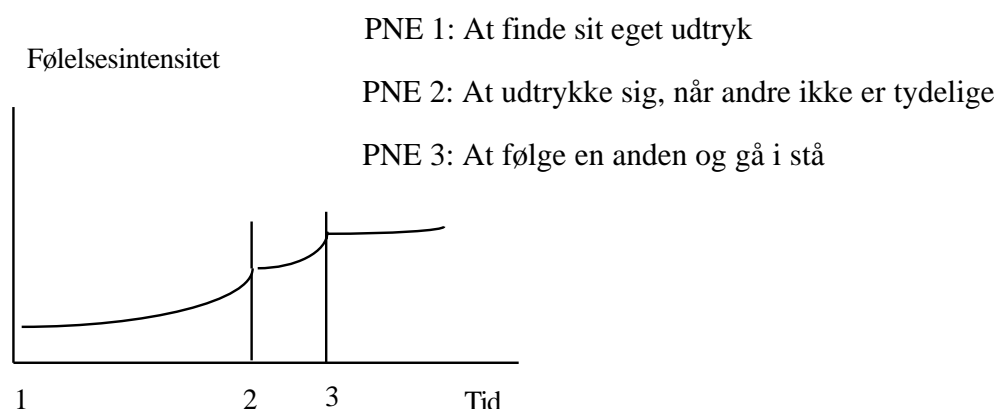 PNE 1: At finde sit eget udtryk
Følelsesintensitet
PNE 2: At udtrykke sig, når andre ikke er tydelige
PNE 3: At følge en anden og gå i stå
1 2 3 Tid